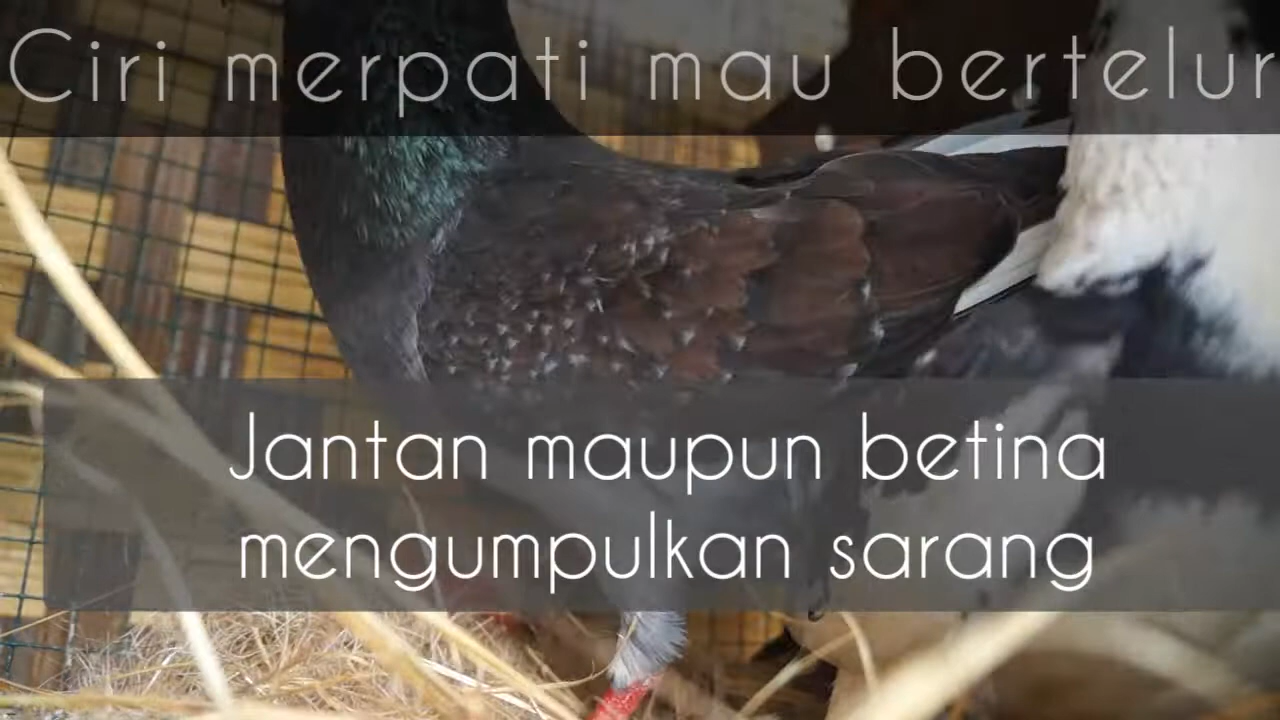 Ciri merpati mau bertelur
Jantan maupun betina
mengumpulkan sarang